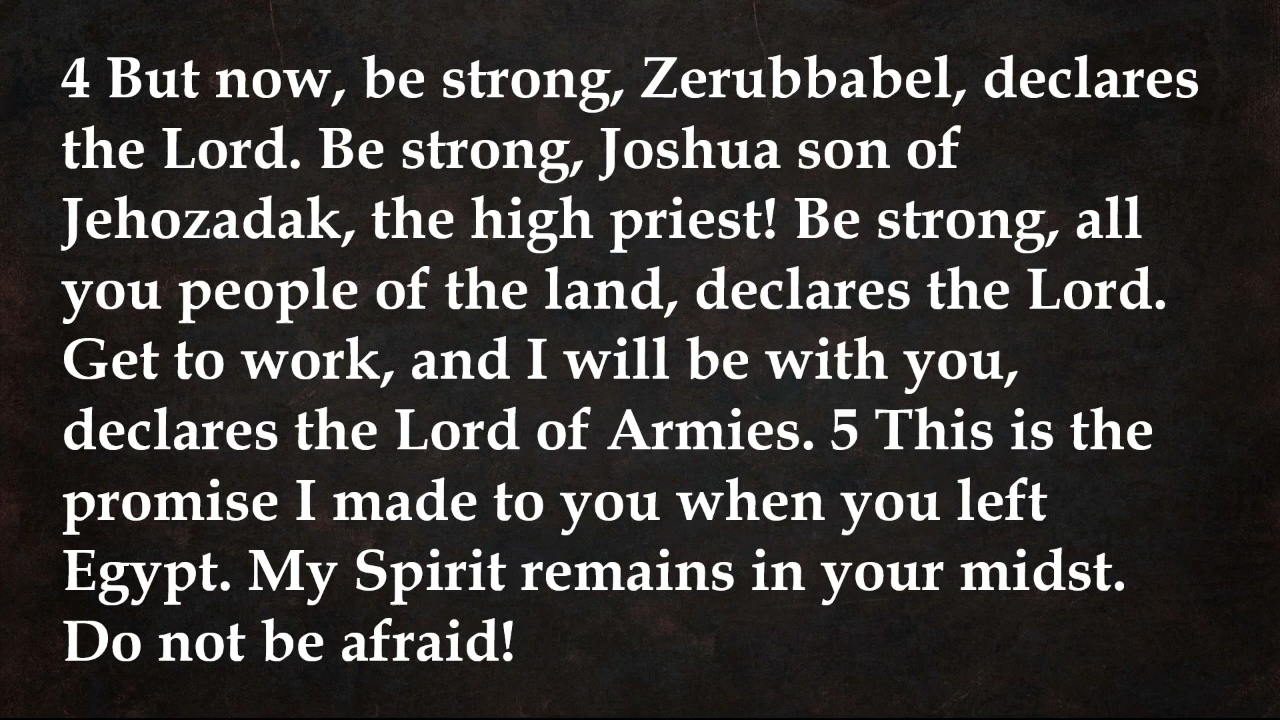 4 But now, be strong, Zerubbabel, declares
the Lord. Be strong, Joshua son of
Jehozadak, the high priest! Be strong, all
you people of the land, declares the Lord.
Get to work, and I will be with you,
declares the Lord of Armies. 5 This is the
promise I made to you when you left
Egypt. My Spirit remains in your midst.
Do not be afraid!